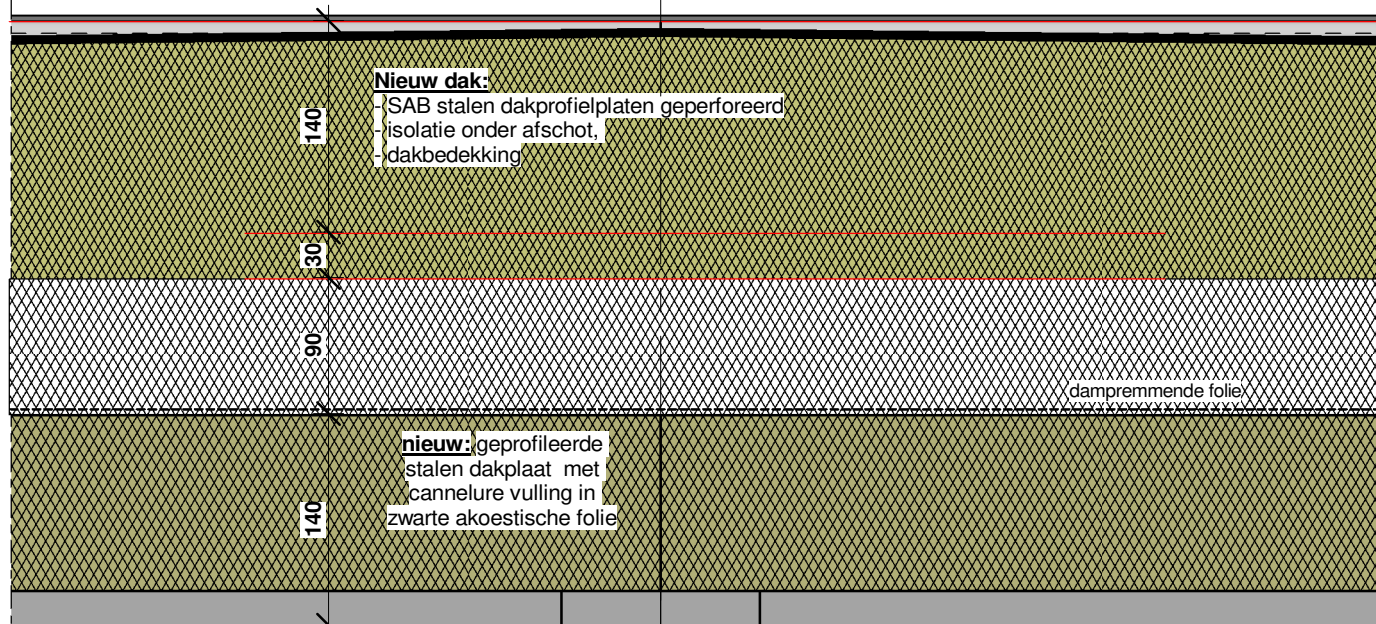 Nieuw dak:
- SAB stalen dakprofielplaten geperforeerd
- isolatie onder afschot,
- dakbedekking
140
30
90
dampremmende folie
nieuw: geprofileerde
stalen dakplaat met
cannelure vulling in
zwarte akoestische folie
140